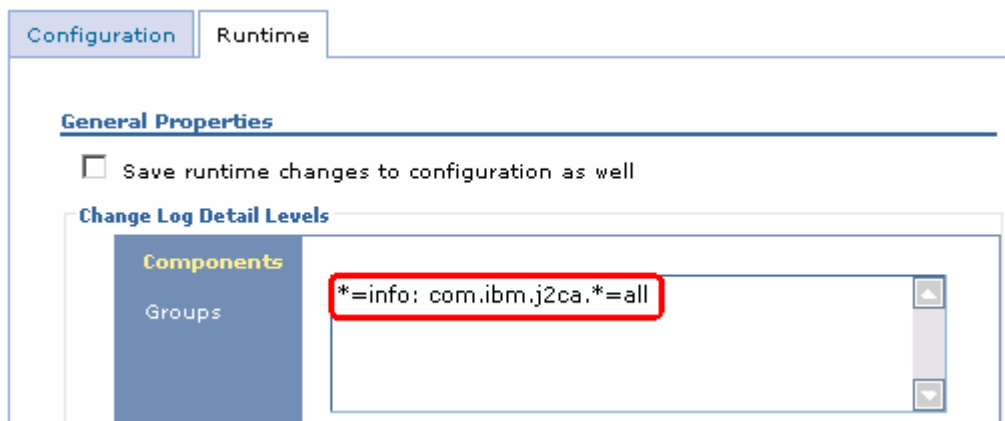 Configuration Runtime
General Properties
Save runtime changes to configuration as well
Change Log Detail Levels
Components
*=info: com.ibm.j2ca.*=all
Groups